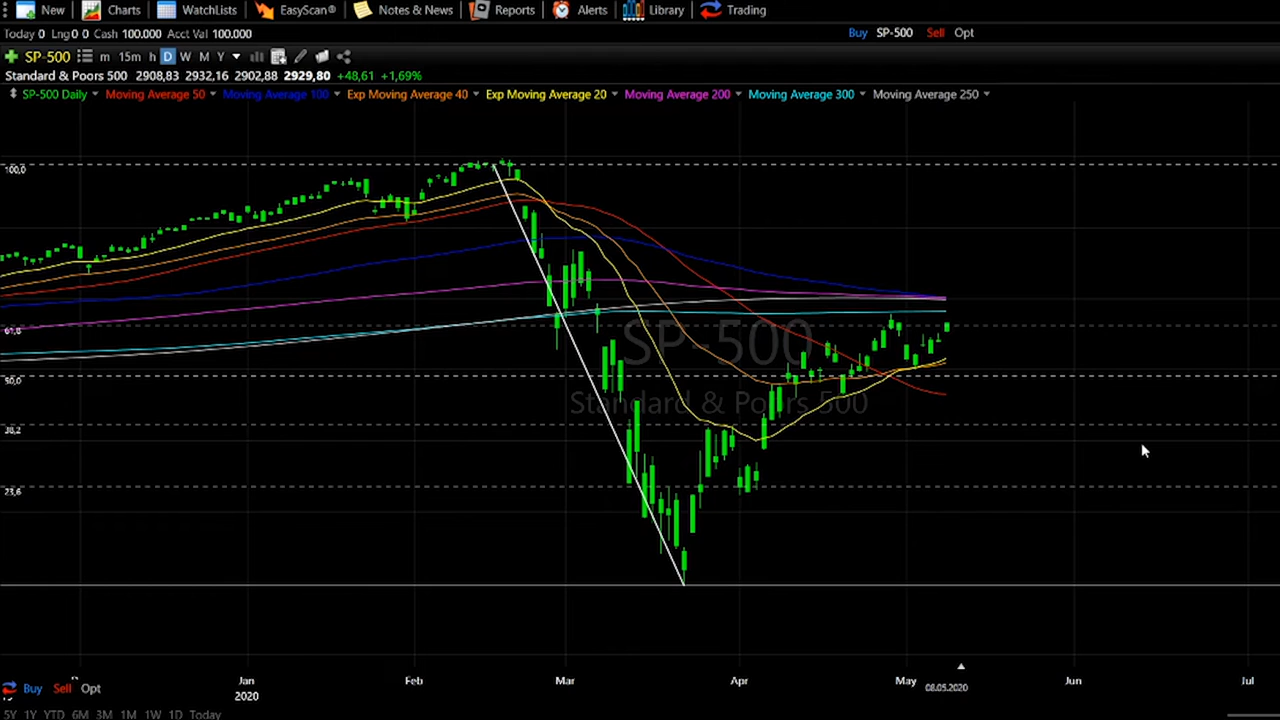 New Charts WatchLists EasyScan® Notes & News Reports Alerts Library Trading
Today 0 Lng 0 0 Cash 100.000 Acct Val 100.000
Buy SP-500 Sell Opt
SP-500 m 15m h D W M Y
Standard & Poors 500 2908,83 2932,16 2902,88 2929,80 +48,61 +1,69%
SP-500 Daily Moving Average 50 Moving Average 100 Exp Moving Average 40 Exp Moving Average 20 Moving Average 200 Moving Average 300 Moving Average 250
100,0
61,8
SP-500
50,0
Standard & Poors 500
38,2
23,6
Jan Feb Mar Apr May Jun Jul
Buy Sell Opt
08.05.2020
2020
5Y 1Y YTD 6M 3M 1M 1W 1D Today